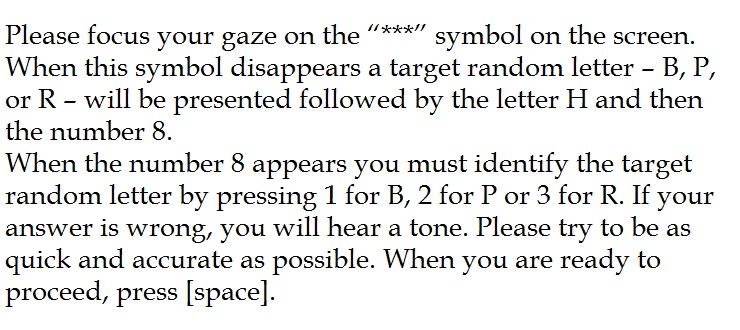 Please focus your gaze on the “***” symbol on the screen.
When this symbol disappears a target random letter – B, P,
or R – will be presented followed by the letter H and then
the number 8.
When the number 8 appears you must identify the target
random letter by pressing 1 for B, 2 for P or 3 for R. If your
answer is wrong, you will hear a tone. Please try to be as
quick and accurate as possible. When you are ready to
proceed, press [space].